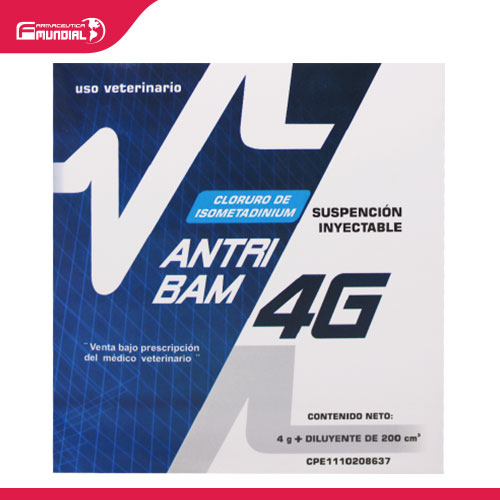 FARMACEUTICA
MUNDIAL
uso veterinario
CLORURO DE
ISOMETADINIUM
SUSPENCIÓN
INYECTABLE
ANTRI
BAM 4G
¨Venta bajo prescripción
del médico veterinario¨
CONTENIDO NETO:
4 g + DILUYENTE DE 200 cm³
CPE1110208637